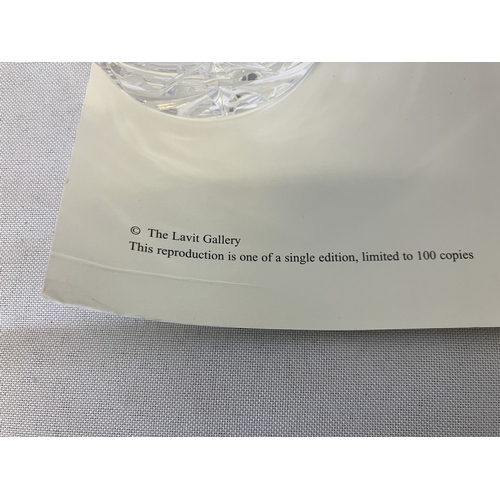 © The Lavit Gallery
This reproduction is one of a single edition, limited to 100 copies